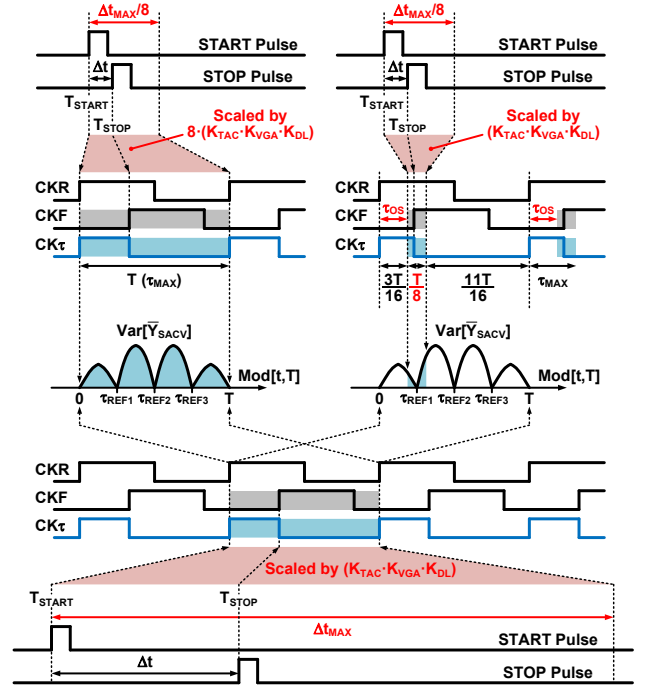 Δt_MAX/8
START Pulse
Δt
STOP Pulse
T_START
T_STOP
Scaled by
8·(K_TAC·K_VGA·K_DL)
CKR
CKF
CKτ
T (τ_MAX)
Var[Y̅_SACV]
Mod[t,T]
0 τ_REF1 τ_REF2 τ_REF3 T
Δt_MAX/8
START Pulse
Δt
STOP Pulse
T_START
T_STOP
Scaled by
(K_TAC·K_VGA·K_DL)
CKR
τ_OS τ_OS
CKF
CKτ
3T/16 T/8 11T/16 τ_MAX
Var[Y̅_SACV]
Mod[t,T]
0 τ_REF1 τ_REF2 τ_REF3 T
CKR
CKF
CKτ
Scaled by (K_TAC·K_VGA·K_DL)
T_START T_STOP
Δt_MAX
START Pulse
Δt
STOP Pulse